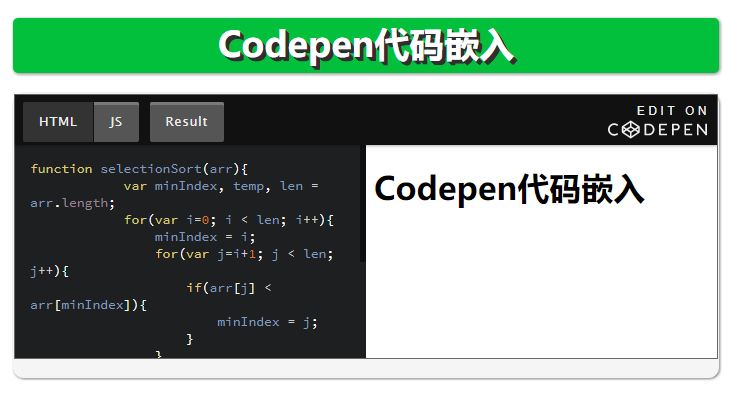 Codepen代码嵌入
HTML JS Result
EDIT ON
CODEPEN
function selectionSort(arr){
var minIndex, temp, len =
arr.length;
for(var i=0; i < len; i++){
minIndex = i;
for(var j=i+1; j < len;
j++){
if(arr[j] <
arr[minIndex]){
minIndex = j;
}
}
Codepen代码嵌入